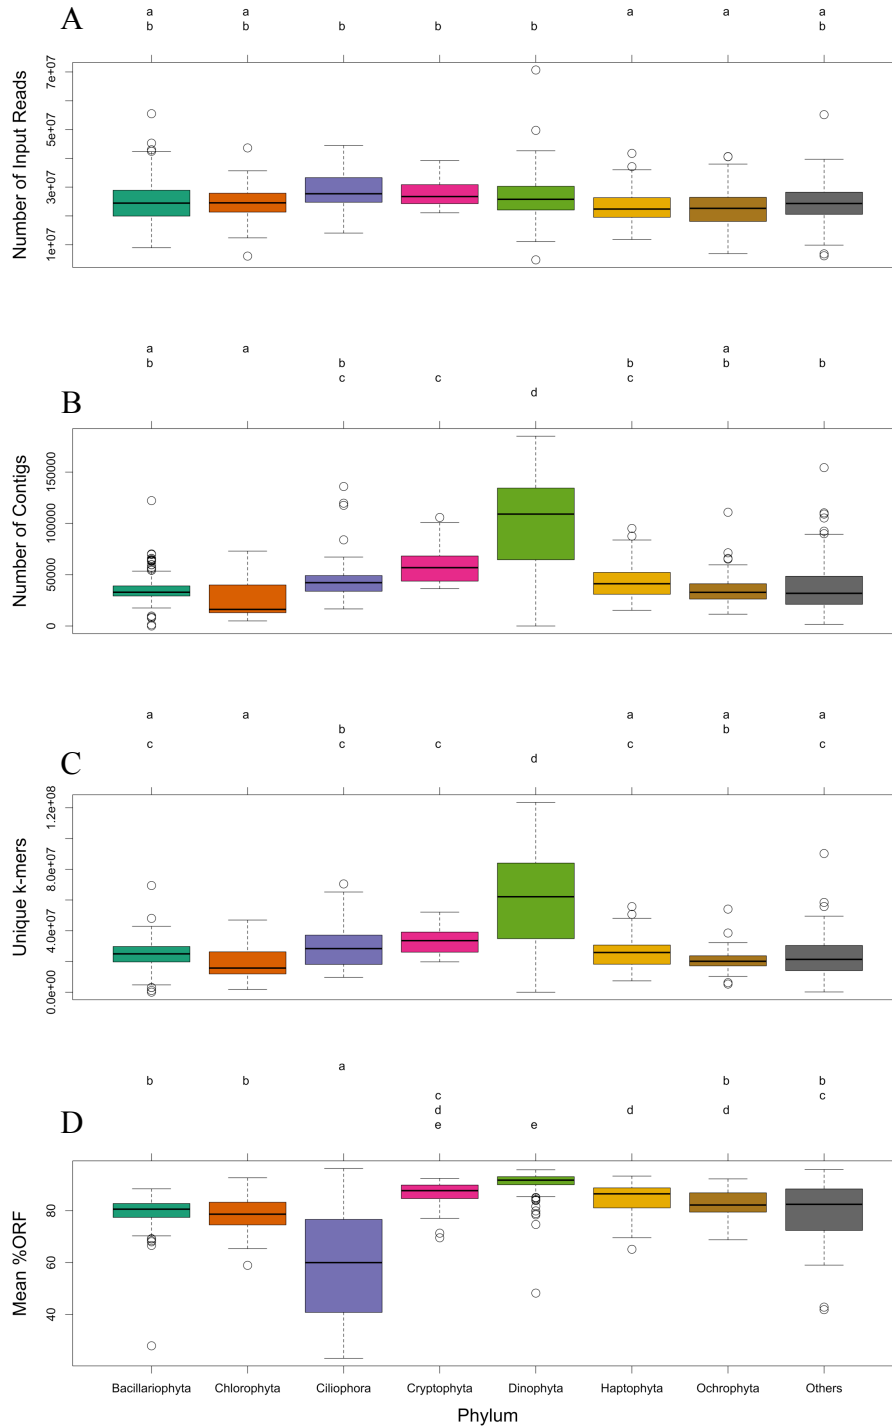 A
a a a a a
b b b b b b
Number of Input Reads
1e+07 3e+07 5e+07 7e+07
a a a
b b b b b
c c c
d
B
Number of Contigs
0 50000 100000 150000
a a a a a
b b
c c c c c
d
C
Unique k-mers
0.0e+00 4.0e+07 8.0e+07 1.2e+08
a
b b b b
c c
d d d
e e
D
Mean %ORF
40 60 80
Bacillariophyta Chlorophyta Ciliophora Cryptophyta Dinophyta Haptophyta Ochrophyta Others
Phylum